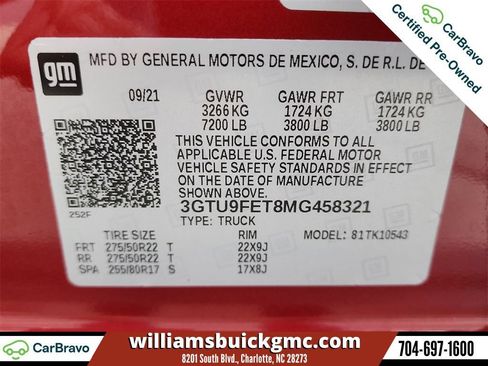 CarBravo
Certified Pre-Owned
gm
MFD BY GENERAL MOTORS DE MEXICO, S. DE R.L. DE
09/21 GVWR GAWR FRT GAWR RR
3266 KG 1724 KG 1724 KG
7200 LB 3800 LB 3800 LB
THIS VEHICLE CONFORMS TO ALL
APPLICABLE U.S. FEDERAL MOTOR
VEHICLE SAFETY STANDARDS IN EFFECT
ON THE DATE OF MANUFACTURE SHOWN ABOVE.
252F
3GTU9FET8MG458321
TYPE: TRUCK
TIRE SIZE RIM MODEL: 81TK10543
FRT 275/50R22 T 22X9J
RR 275/50R22 T 22X9J
SPA 255/80R17 S 17X8J
CarBravo
williamsbuickgmc.com
8201 South Blvd., Charlotte, NC 28273
704-697-1600